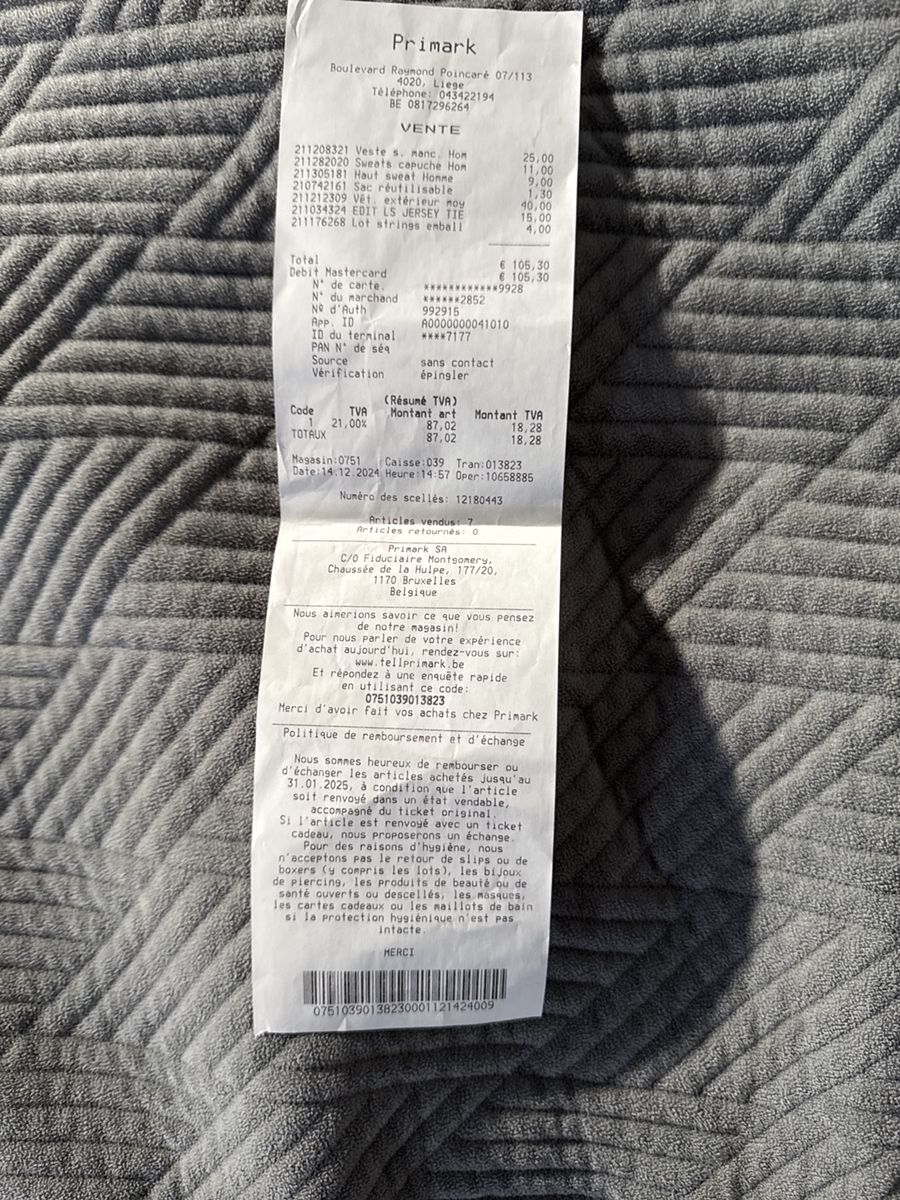 Primark
Boulevard Raymond Poincaré 07/113
4020, Liege
Téléphone: 043422194
BE 0817296264
VENTE
211208321 Veste s. manc. Hom 25,00
211282020 Sweats capuche Hom 11,00
211305181 Haut sweat Homme 9,00
210742161 Sac réutilisable 1,30
211212309 Vêt. extérieur moy 40,00
211034324 EDIT LS JERSEY TIE 15,00
211176268 Lot strings emball 4,00
Total € 105,30
Debit Mastercard € 105,30
N° de carte. ************9928
N° du marchand ******2852
Nº d'Auth 992915
App. ID A0000000041010
ID du terminal ****7177
PAN N° de séq
Source sans contact
Vérification épingler
(Résumé TVA)
Code TVA Montant art Montant TVA
1 21,00% 87,02 18,28
TOTAUX 87,02 18,28
Magasin:0751 Caisse:039 Tran:013823
Date:14.12.2024 Heure:14:57 Oper:10658885
Numéro des scellés: 12180443
Articles vendus: 7
Articles retournés: 0
Primark SA
C/O Fiduciaire Montgomery,
Chaussée de la Hulpe, 177/20,
1170 Bruxelles
Belgique
Nous aimerions savoir ce que vous pensez
de notre magasin!
Pour nous parler de votre expérience
d'achat aujourd'hui, rendez-vous sur:
www.tellprimark.be
Et répondez à une enquête rapide
en utilisant ce code:
0751039013823
Merci d'avoir fait vos achats chez Primark
Politique de remboursement et d'échange
Nous sommes heureux de rembourser ou
d'échanger les articles achetés jusqu'au
31.01.2025, à condition que l'article
soit renvoyé dans un état vendable,
accompagné du ticket original.
Si l'article est renvoyé avec un ticket
cadeau, nous proposerons un échange.
Pour des raisons d'hygiène, nous
n'acceptons pas le retour de slips ou de
boxers (y compris les lots), les bijoux
de piercing, les produits de beauté ou de
santé ouverts ou descellés, les masques,
les cartes cadeaux ou les maillots de bain
si la protection hygiénique n'est pas
intacte.
MERCI
07510390138230001121424009